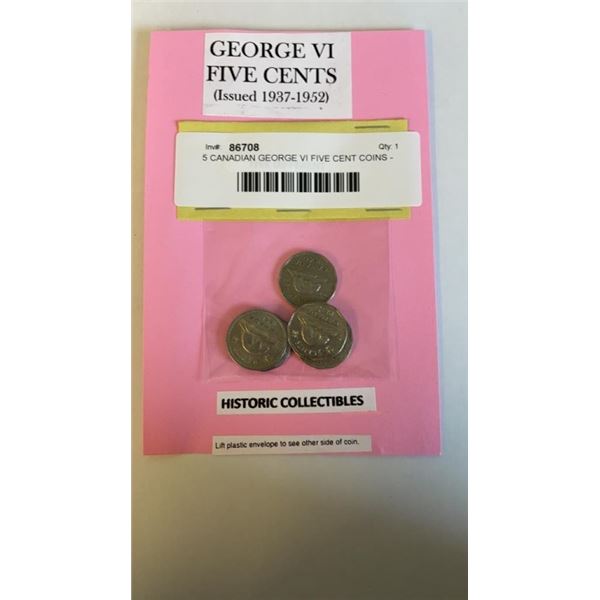 GEORGE VI
FIVE CENTS
(Issued 1937-1952)
Inv#: 86708 Qty: 1
5 CANADIAN GEORGE VI FIVE CENT COINS -
HISTORIC COLLECTIBLES
Lift plastic envelope to see other side of coin.